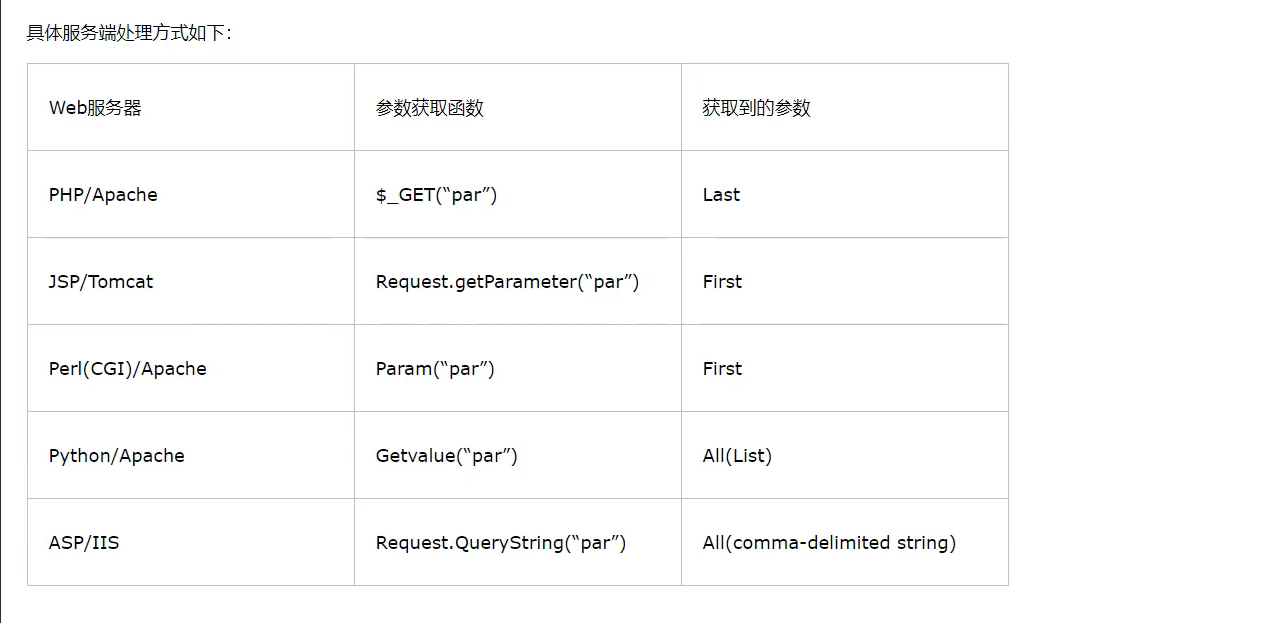 具体服务端处理方式如下：
Web服务器 参数获取函数 获取到的参数
PHP/Apache $_GET(“par”) Last
JSP/Tomcat Request.getParameter(“par”) First
Perl(CGI)/Apache Param(“par”) First
Python/Apache Getvalue(“par”) All(List)
ASP/IIS Request.QueryString(“par”) All(comma-delimited string)